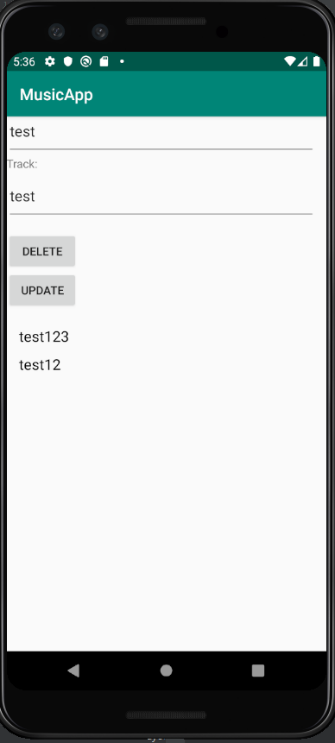 5:36
MusicApp
test
Track:
test
DELETE
UPDATE
test123
test12